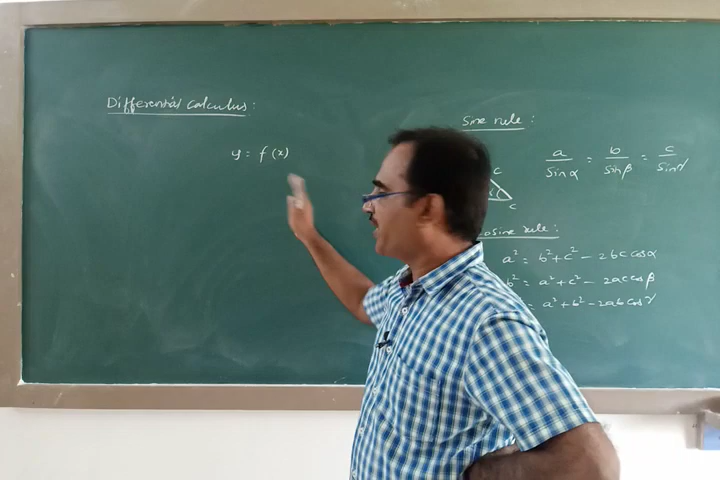 Differential calculus:
y = f(x)
Sine rule:
a/sinα = b/sinβ = c/sinγ
c
c
cosine rule:
a² = b² + c² - 2bc cosα
b² = a² + c² - 2ac cosβ
= a² + b² - 2ab cosγ